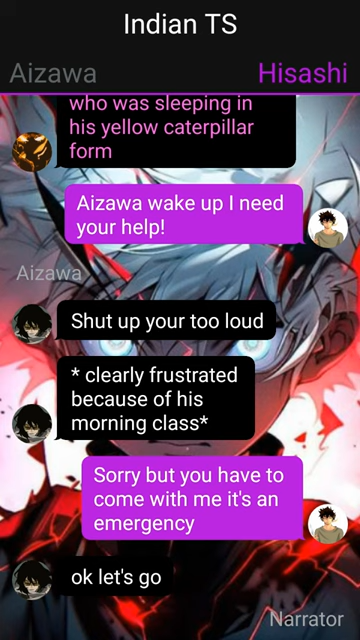 Indian TS
Aizawa
Hisashi
who was sleeping in
his yellow caterpillar
form
Aizawa wake up I need
your help!
Aizawa
Shut up your too loud
* clearly frustrated
because of his
morning class*
Sorry but you have to
come with me it's an
emergency
ok let's go
Narrator